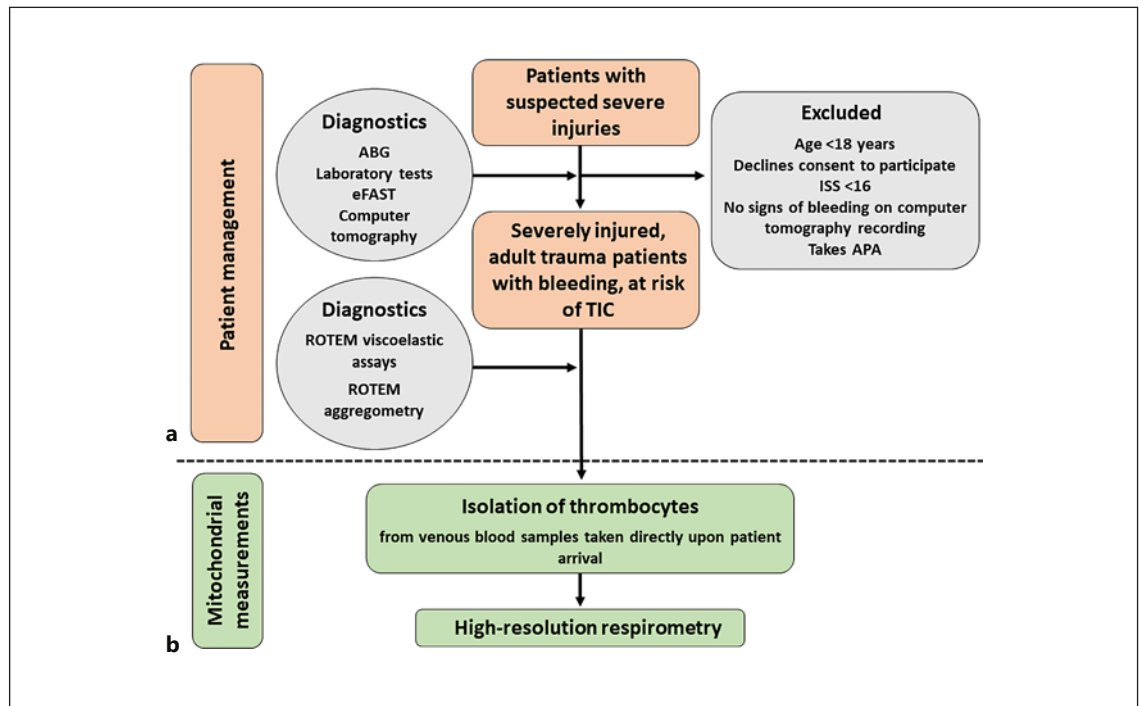 Patient management
Patients with
suspected severe
injuries
Diagnostics
ABG
Laboratory tests
eFAST
Computer
tomography
Excluded
Age <18 years
Declines consent to participate
ISS <16
No signs of bleeding on computer
tomography recording
Takes APA
Severely injured,
adult trauma patients
with bleeding, at risk
of TIC
Diagnostics
ROTEM viscoelastic
assays
ROTEM
aggregometry
a
Mitochondrial
measurements
Isolation of thrombocytes
from venous blood samples taken directly upon patient
arrival
High-resolution respirometry
b